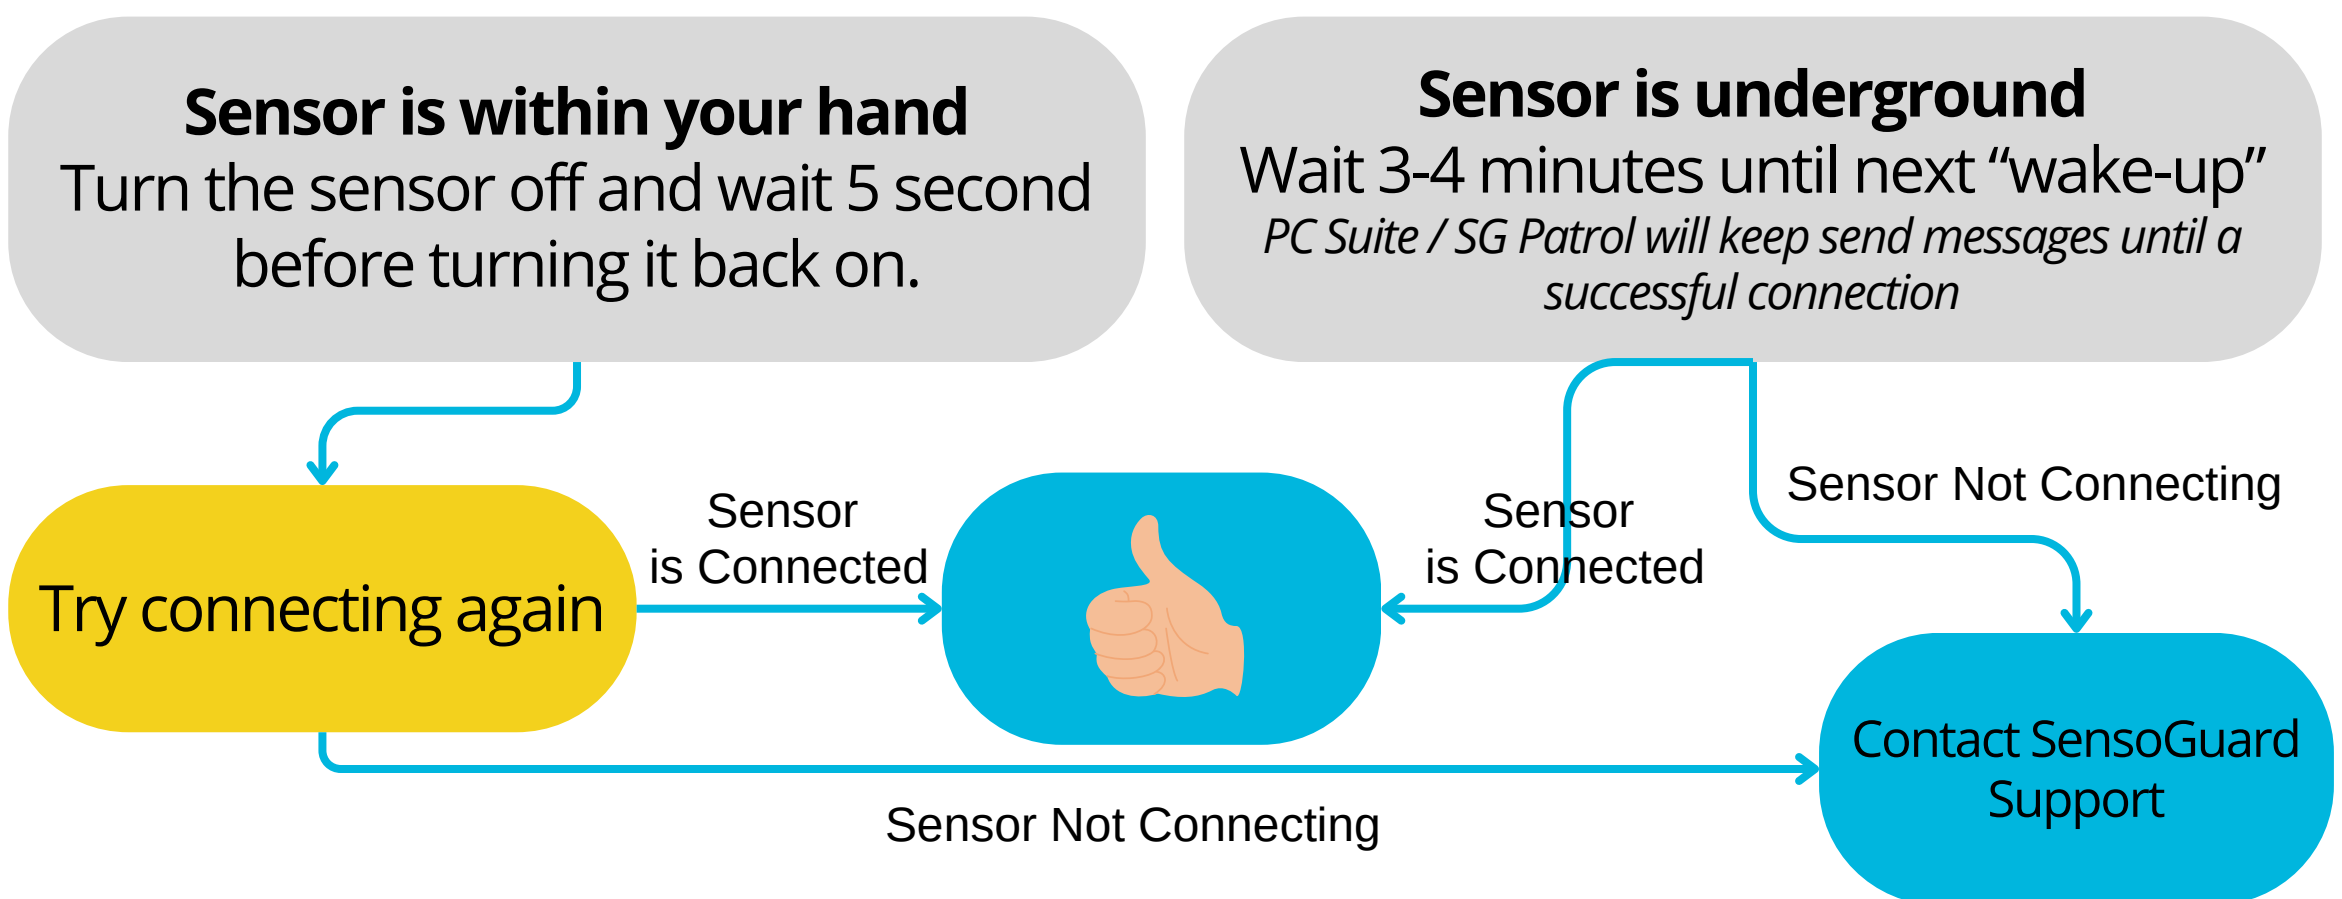 Sensor is within your hand
Turn the sensor off and wait 5 second
before turning it back on.
Sensor is underground
Wait 3-4 minutes until next “wake-up”
PC Suite / SG Patrol will keep send messages until a
successful connection
Try connecting again
Sensor
is Connected
Sensor
is Connected
Sensor Not Connecting
Contact SensoGuard
Support
Sensor Not Connecting